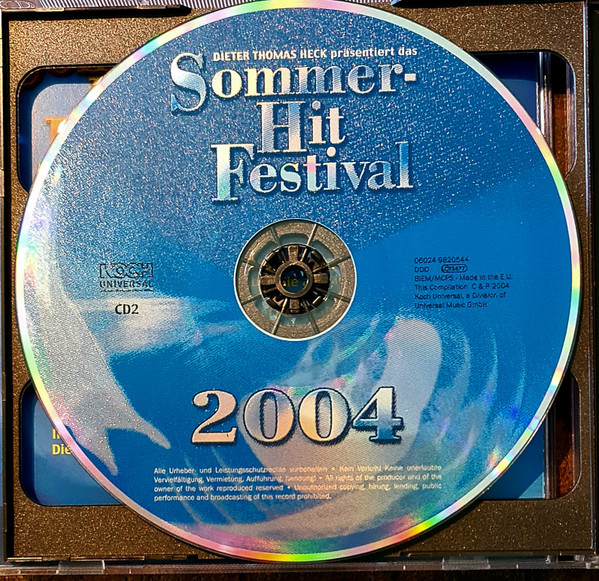 DIETER THOMAS HECK präsentiert das
Sommer-
Hit
Festival
KOCH
UNIVERSAL
CD2
06024 9820544
DDD
BIEM/MCPS - Made in the E.U.
This Compilation C & P 2004
Koch Universal, a Division of
Universal Music GmbH
2004
Alle Urheber- und Leistungsschutzrechte vorbehalten • Kein Verleih! Keine unerlaubte
Vervielfältigung, Vermietung, Aufführung, Sendung! • All rights of the producer and of the
owner of the work reproduced reserved • Unauthorized copying, hiring, lending, public
performance and broadcasting of this record prohibited.
Die